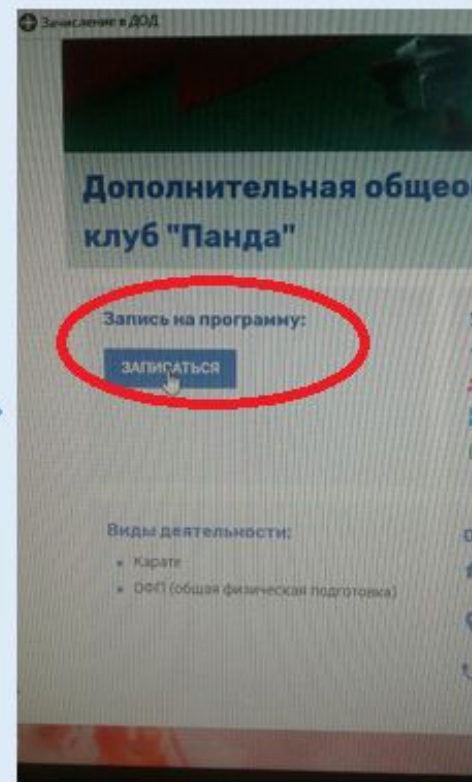 Зачисление в ДОД
Дополнительная общео
клуб "Панда"
Запись на программу:
ЗАПИСАТЬСЯ
Виды деятельности:
Карате
ОФП (общая физическая подготовка)